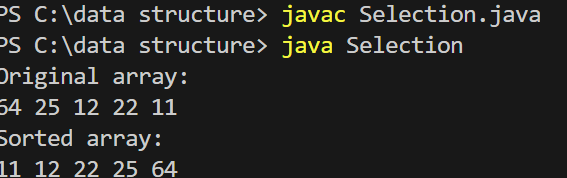 PS C:\data structure> javac Selection.java
PS C:\data structure> java Selection
Original array:
64 25 12 22 11
Sorted array:
11 12 22 25 64